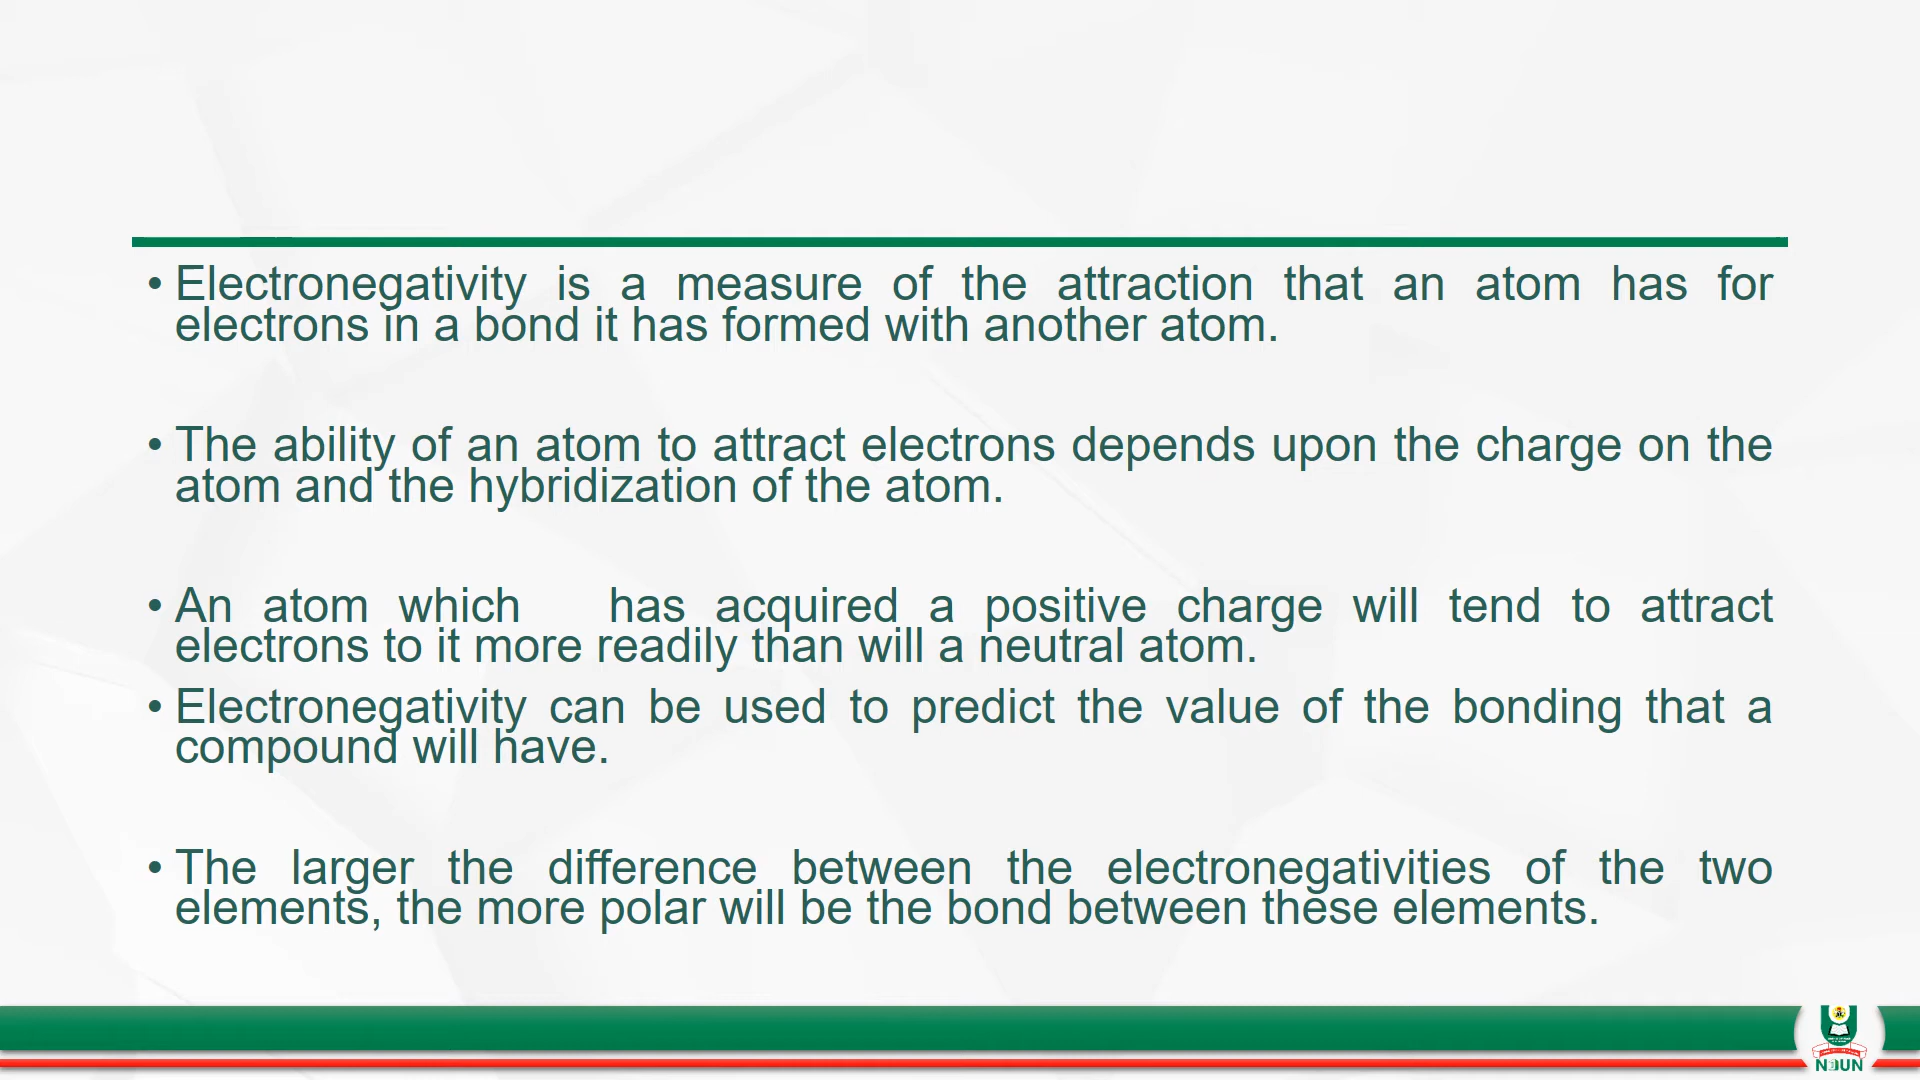 • Electronegativity is a measure of the attraction that an atom has for
electrons in a bond it has formed with another atom.
• The ability of an atom to attract electrons depends upon the charge on the
atom and the hybridization of the atom.
• An atom which has acquired a positive charge will tend to attract
electrons to it more readily than will a neutral atom.
• Electronegativity can be used to predict the value of the bonding that a
compound will have.
• The larger the difference between the electronegativities of the two
elements, the more polar will be the bond between these elements.
NOUN